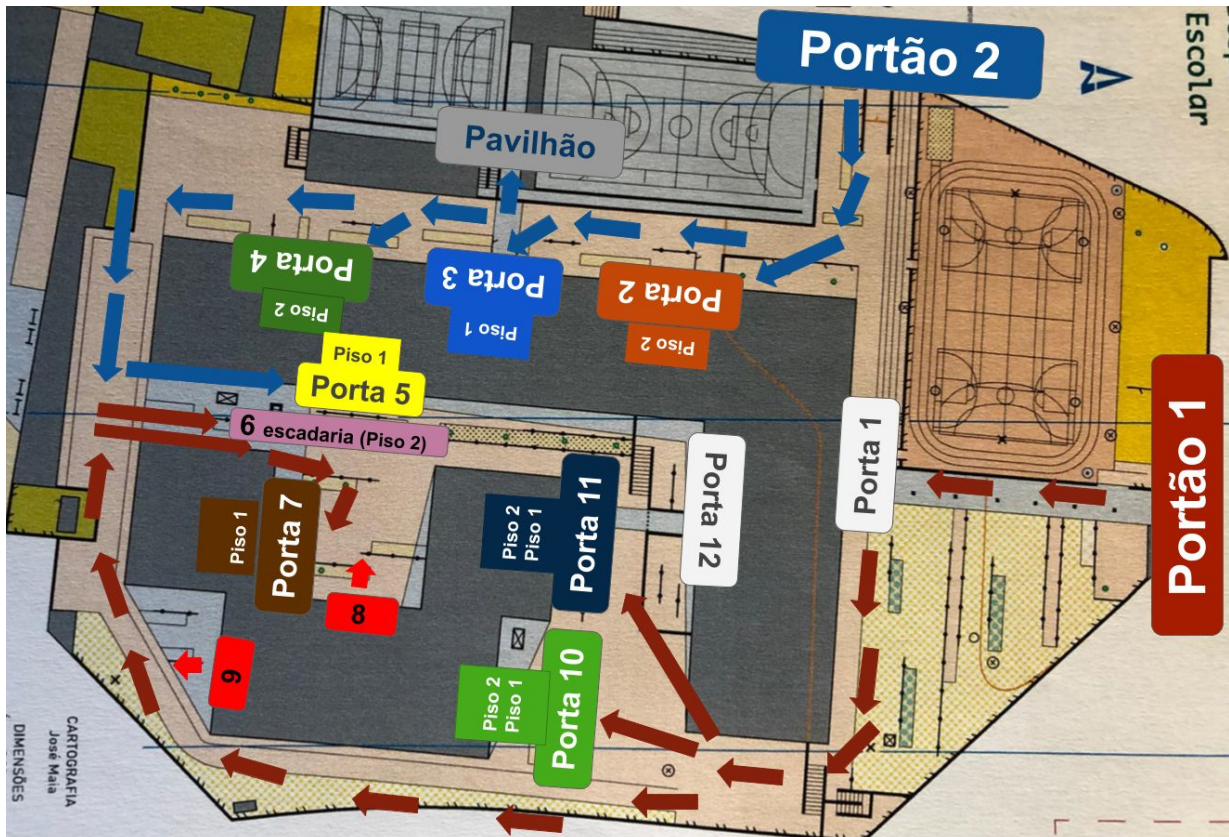 Escolar
Portão 2
Pavilhão
Porta 4
Piso 2
Porta 3
Piso 1
Porta 2
Piso 2
Piso 1
Porta 5
6 escadaria (Piso 2)
Porta 1
Portão 1
Porta 7
Piso 1
Porta 11
Piso 2
Piso 1
Porta 12
8
9
Porta 10
Piso 2
Piso 1
CARTOGRAFIA
José Maia
DIMENSÕES